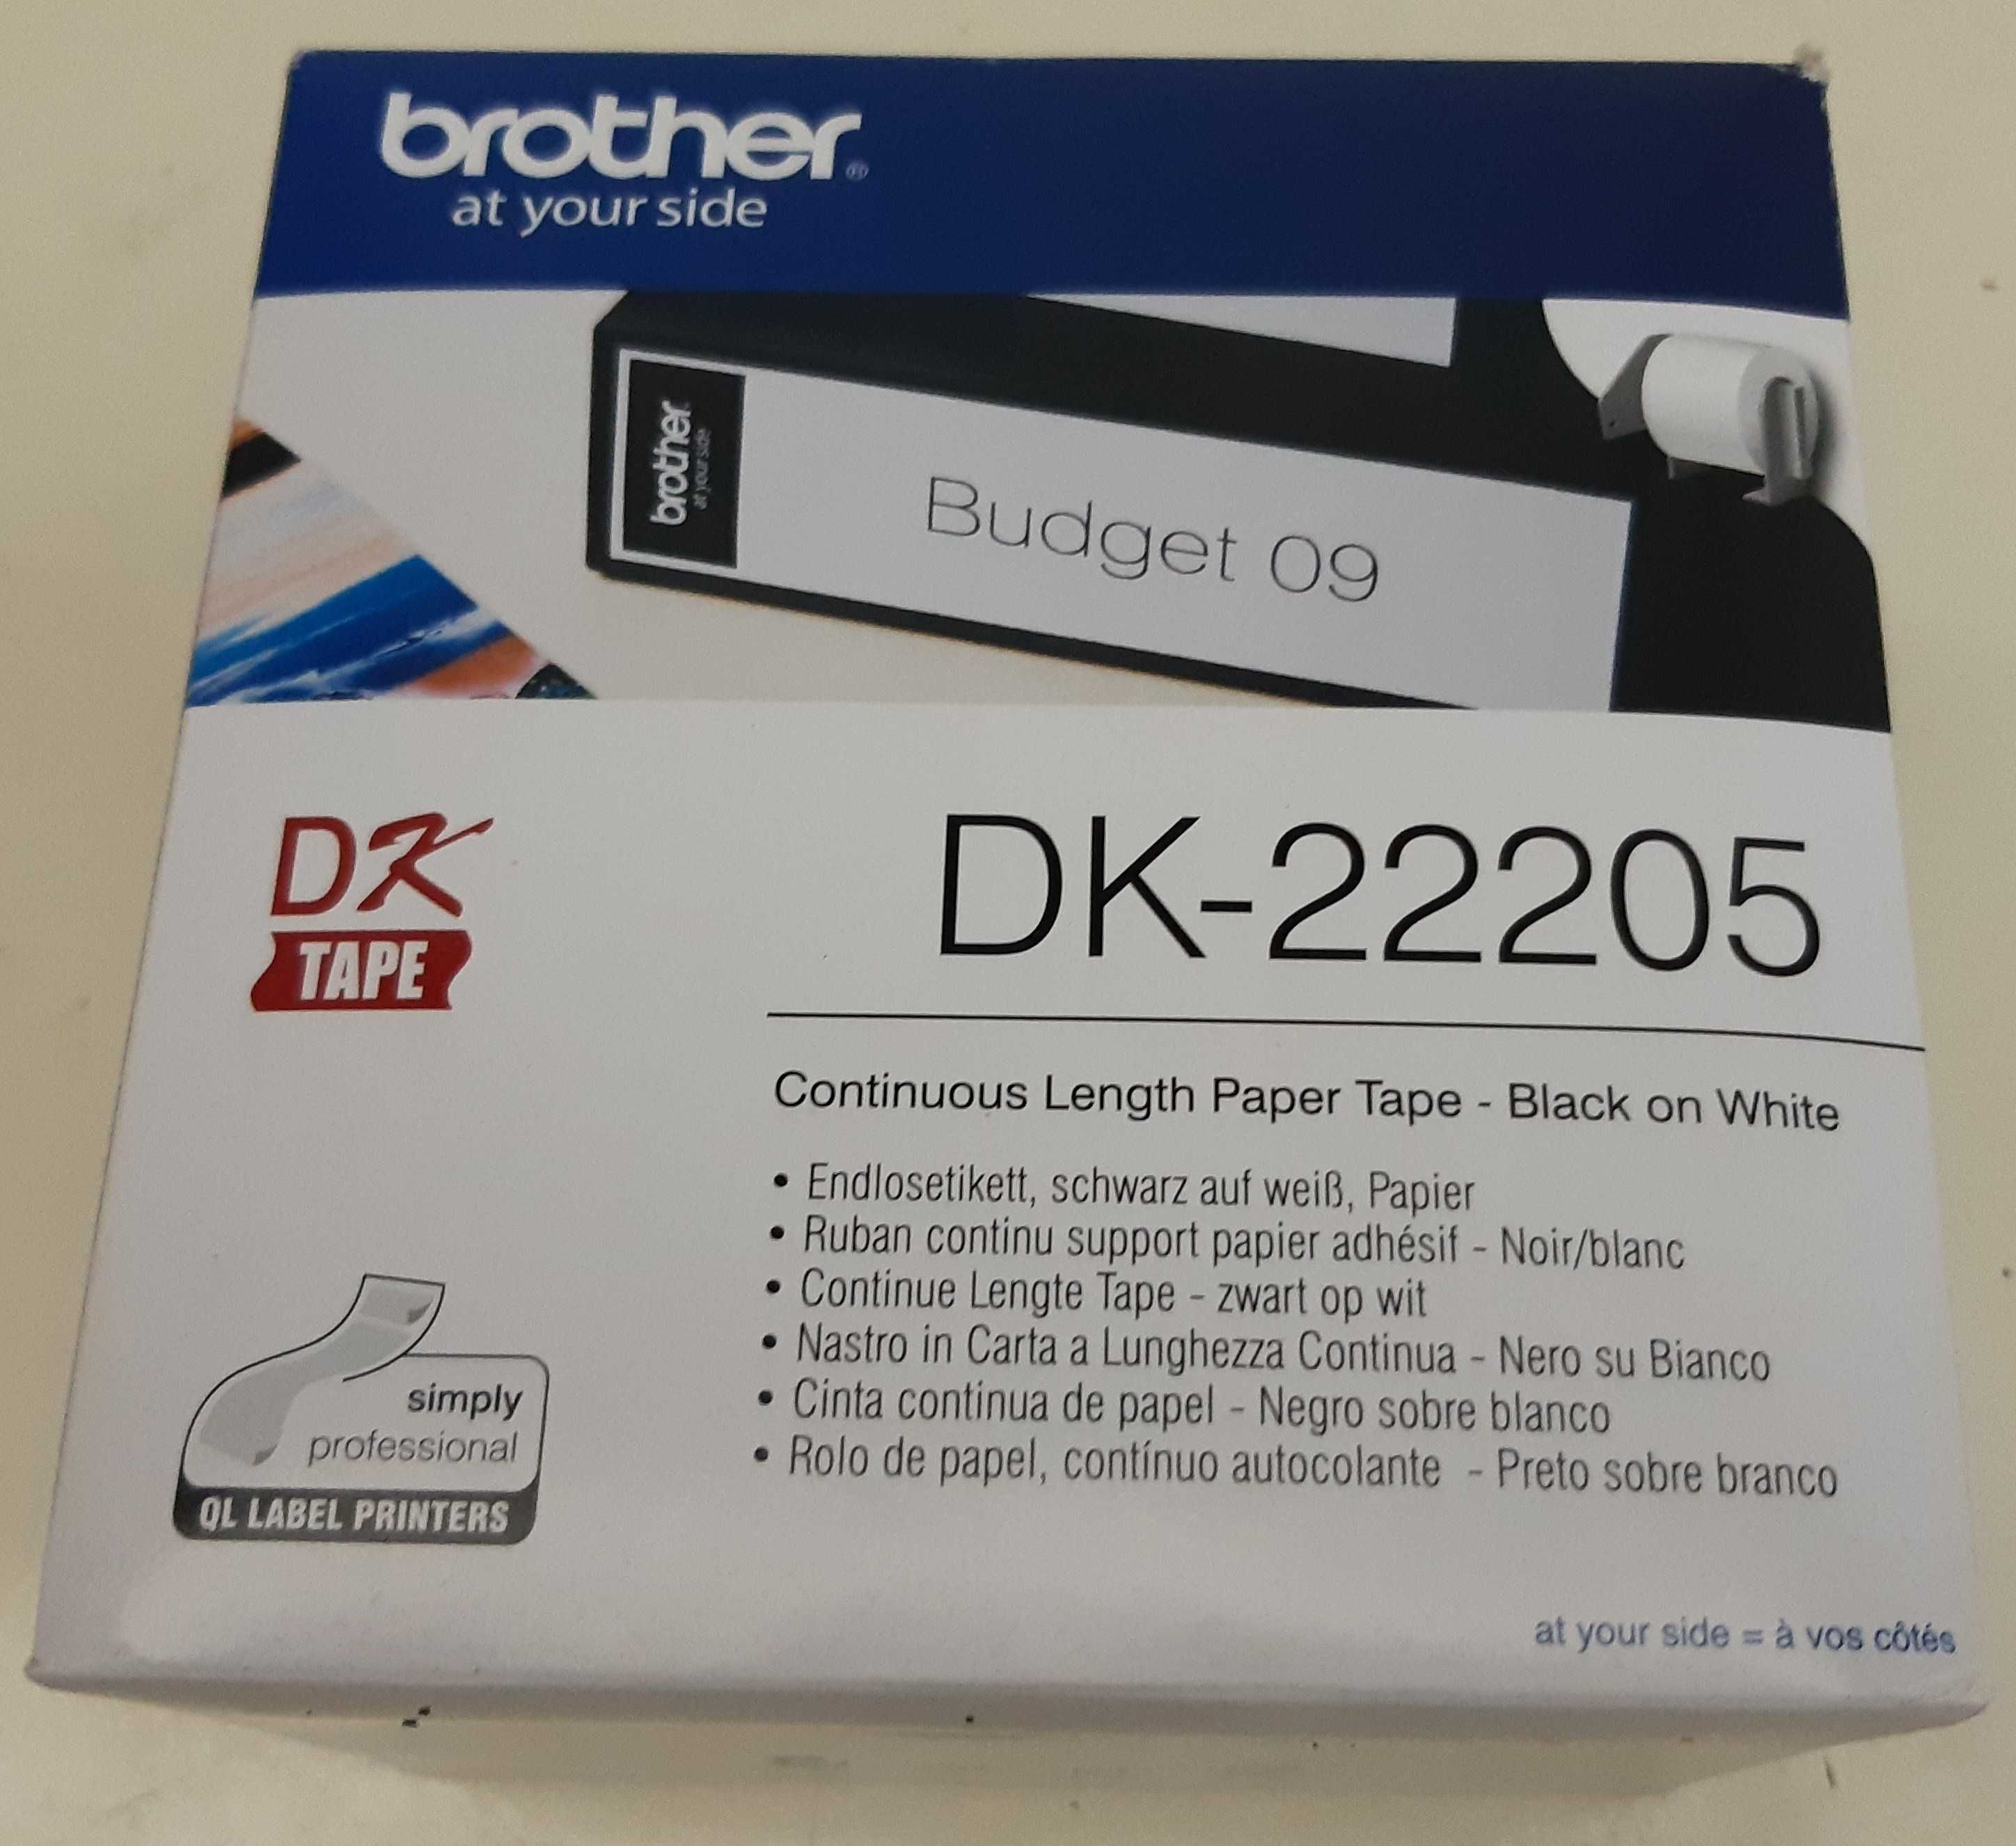 brother®
at your side
brother
at your side
Budget 09
DK
TAPE
DK-22205
Continuous Length Paper Tape - Black on White
• Endlosetikett, schwarz auf weiß, Papier
• Ruban continu support papier adhésif - Noir/blanc
• Continue Lengte Tape - zwart op wit
• Nastro in Carta a Lunghezza Continua - Nero su Bianco
• Cinta continua de papel - Negro sobre blanco
• Rolo de papel, contínuo autocolante - Preto sobre branco
simply
professional
QL LABEL PRINTERS
at your side = à vos côtés